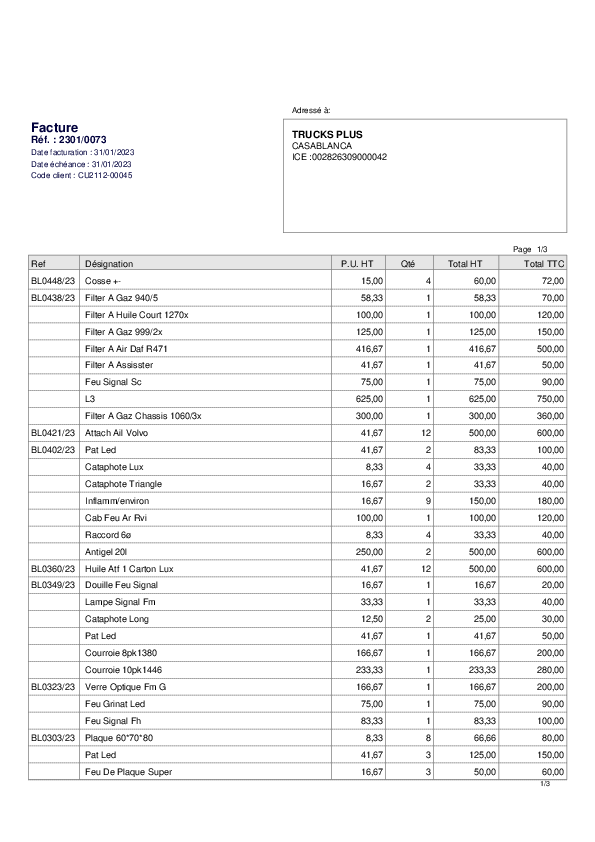 Adressé à:
Facture
Réf. : 2301/0073
Date facturation : 31/01/2023
Date échéance : 31/01/2023
Code client : CU2112-00045
TRUCKS PLUS
CASABLANCA
ICE :002826309000042
Page 1/3
Ref Désignation P.U. HT Qté Total HT Total TTC
BL0448/23 Cosse +- 15,00 4 60,00 72,00
BL0438/23 Filter A Gaz 940/5 58,33 1 58,33 70,00
Filter A Huile Court 1270x 100,00 1 100,00 120,00
Filter A Gaz 999/2x 125,00 1 125,00 150,00
Filter A Air Daf R471 416,67 1 416,67 500,00
Filter A Assisster 41,67 1 41,67 50,00
Feu Signal Sc 75,00 1 75,00 90,00
L3 625,00 1 625,00 750,00
Filter A Gaz Chassis 1060/3x 300,00 1 300,00 360,00
BL0421/23 Attach Ail Volvo 41,67 12 500,00 600,00
BL0402/23 Pat Led 41,67 2 83,33 100,00
Cataphote Lux 8,33 4 33,33 40,00
Cataphote Triangle 16,67 2 33,33 40,00
Inflamm/environ 16,67 9 150,00 180,00
Cab Feu Ar Rvi 100,00 1 100,00 120,00
Raccord 6ø 8,33 4 33,33 40,00
Antigel 20l 250,00 2 500,00 600,00
BL0360/23 Huile Atf 1 Carton Lux 41,67 12 500,00 600,00
BL0349/23 Douille Feu Signal 16,67 1 16,67 20,00
Lampe Signal Fm 33,33 1 33,33 40,00
Cataphote Long 12,50 2 25,00 30,00
Pat Led 41,67 1 41,67 50,00
Courroie 8pk1380 166,67 1 166,67 200,00
Courroie 10pk1446 233,33 1 233,33 280,00
BL0323/23 Verre Optique Fm G 166,67 1 166,67 200,00
Feu Grinat Led 75,00 1 75,00 90,00
Feu Signal Fh 83,33 1 83,33 100,00
BL0303/23 Plaque 60*70*80 8,33 8 66,66 80,00
Pat Led 41,67 3 125,00 150,00
Feu De Plaque Super 16,67 3 50,00 60,00
1/3